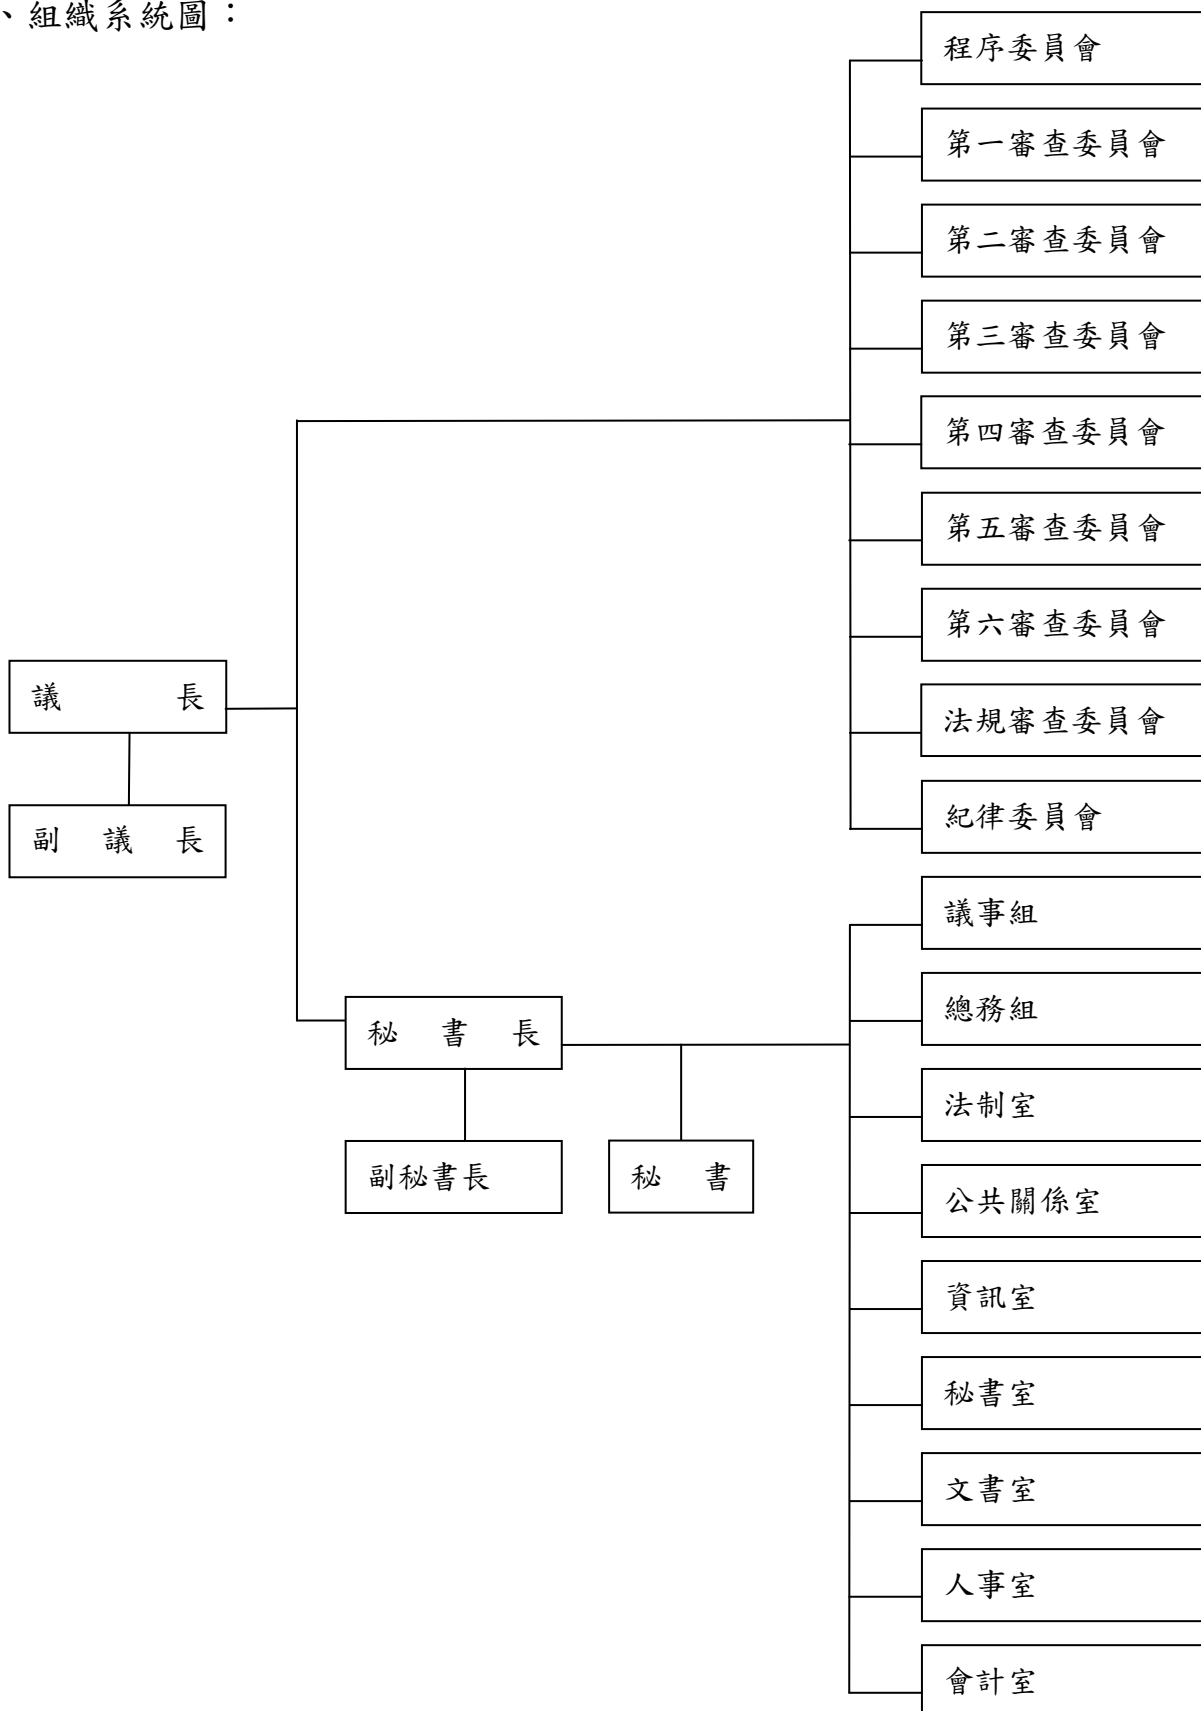 、組織系統圖：
程序委員會
第一審查委員會
第二審查委員會
第三審查委員會
第四審查委員會
第五審查委員會
第六審查委員會
議長
法規審查委員會
副議長
紀律委員會
議事組
秘書長
總務組
副秘書長
秘書
法制室
公共關係室
資訊室
秘書室
文書室
人事室
會計室